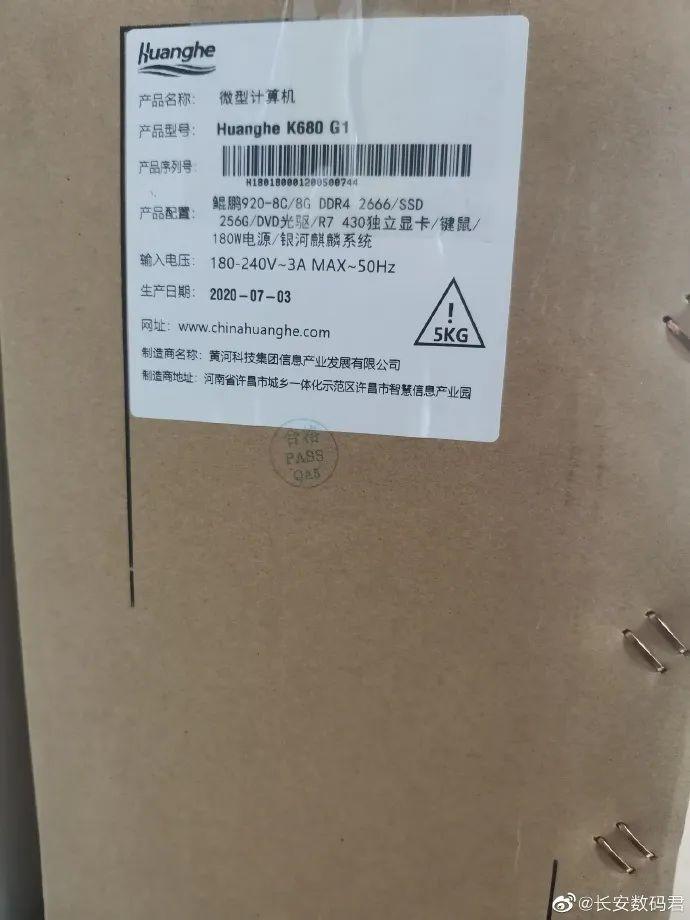 Huanghe
产品名称： 微型计算机
产品型号： Huanghe K680 G1
产品序列号：
H180180001200500744
产品配置： 鲲鹏920-8C/8G DDR4 2666/SSD
256G/DVD光驱/R7 430独立显卡/键鼠/
180W电源/银河麒麟系统
输入电压： 180-240V~3A MAX~50Hz
生产日期： 2020-07-03
!
5KG
网址： www.chinahuanghe.com
制造商名称： 黄河科技集团信息产业发展有限公司
制造商地址： 河南省许昌市城乡一体化示范区许昌市智慧信息产业园
合格
PASS
QA5
@长安数码君